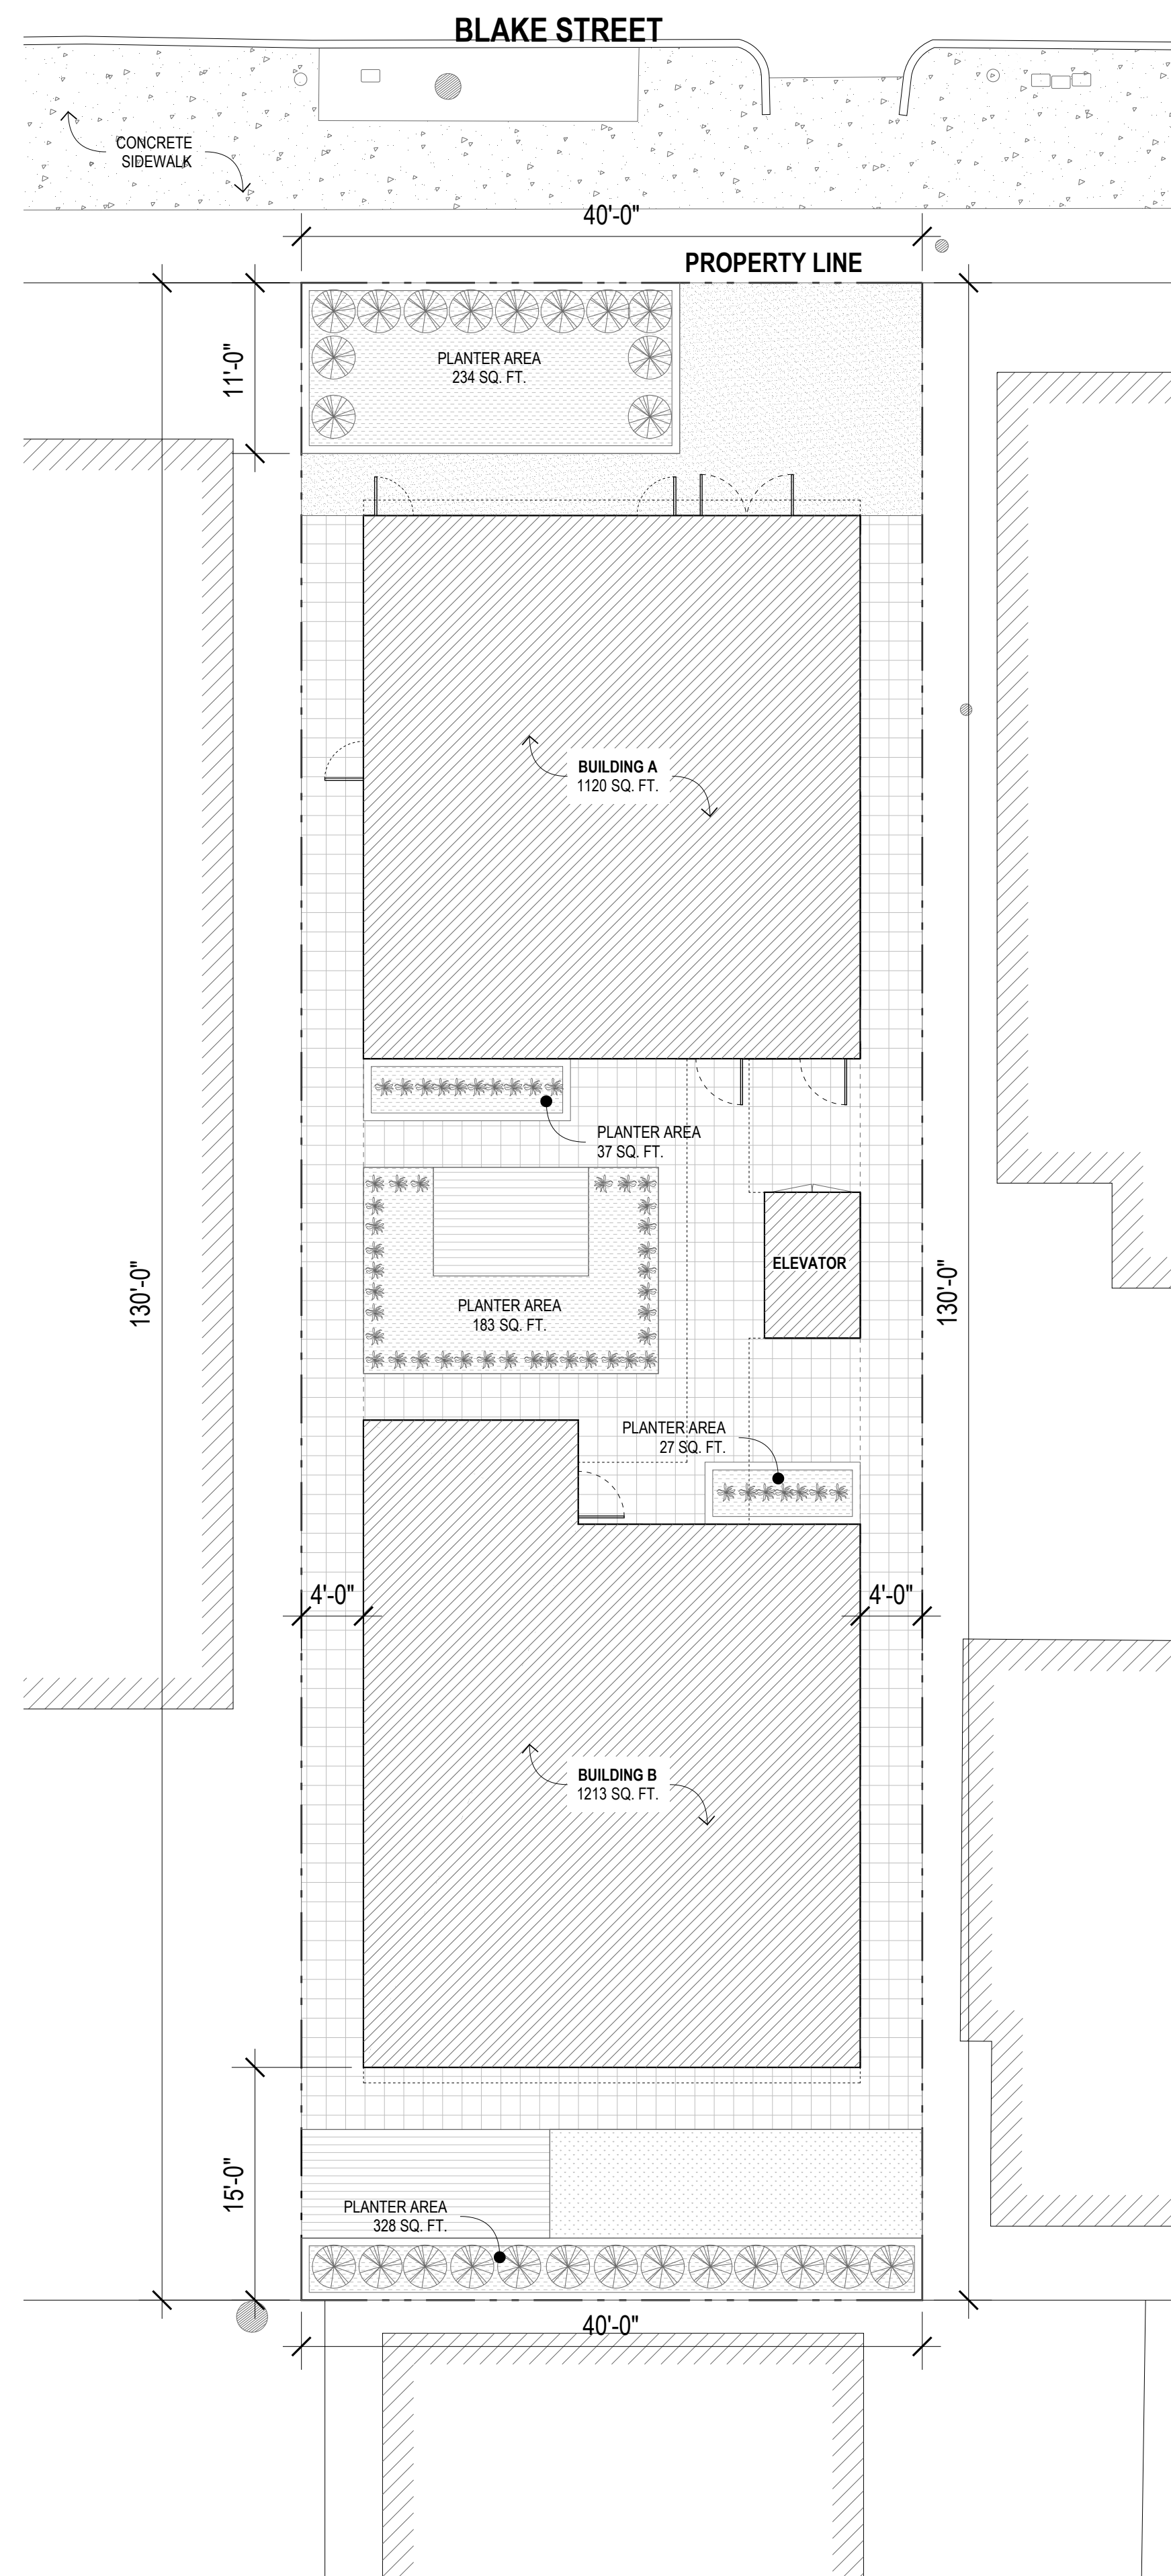 BLAKE STREET
CONCRETE
SIDEWALK
40'-0"
PROPERTY LINE
11'-0"
PLANTER AREA
234 SQ. FT.
BUILDING A
1120 SQ. FT.
PLANTER AREA
37 SQ. FT.
130'-0"
ELEVATOR
130'-0"
PLANTER AREA
183 SQ. FT.
PLANTER AREA
27 SQ. FT.
4'-0"
4'-0"
BUILDING B
1213 SQ. FT.
15'-0"
PLANTER AREA
328 SQ. FT.
40'-0"